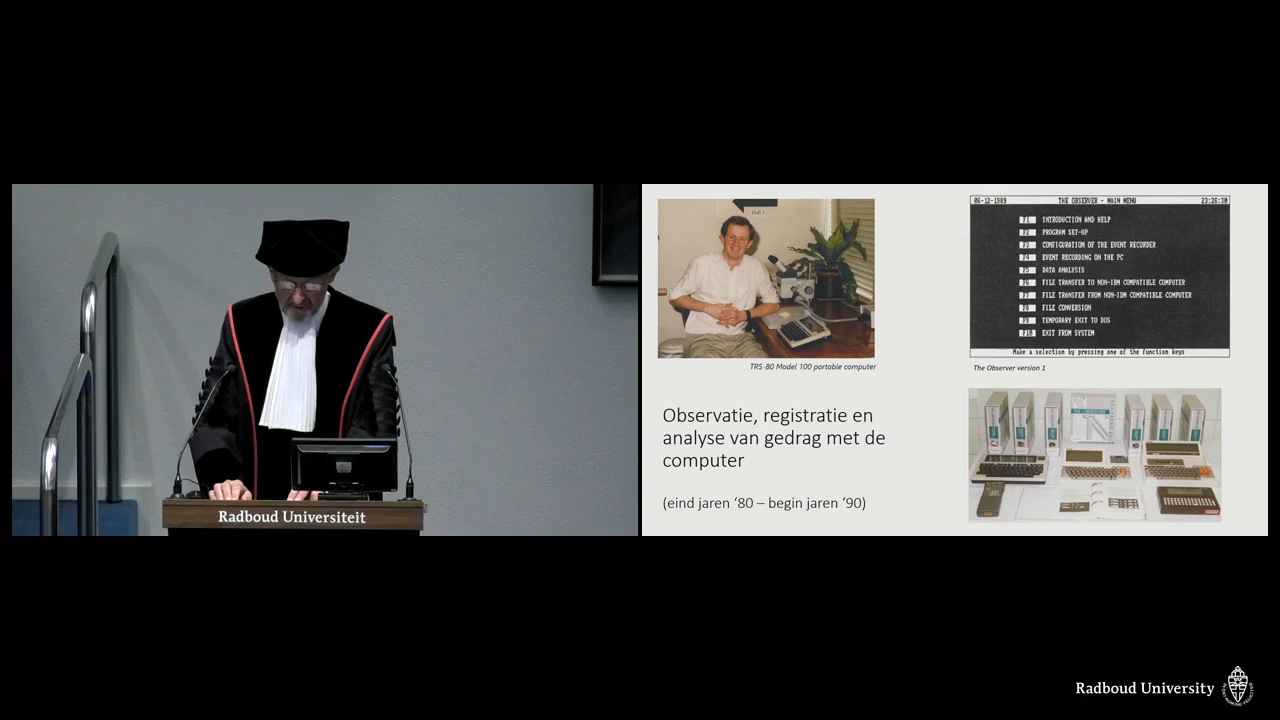 Radboud Universiteit
Hall 1
TRS-80 Model 100 portable computer
Observatie, registratie en
analyse van gedrag met de
computer
(eind jaren ‘80 – begin jaren ‘90)
06-12-1989 THE OBSERVER - MAIN MENU 23:26:30
F1 INTRODUCTION AND HELP
F2 PROGRAM SET-UP
F3 CONFIGURATION OF THE EVENT RECORDER
F4 EVENT RECORDING ON THE PC
F5 DATA ANALYSIS
F6 FILE TRANSFER TO NON-IBM COMPATIBLE COMPUTER
F7 FILE TRANSFER FROM NON-IBM COMPATIBLE COMPUTER
F8 FILE CONVERSION
F9 TEMPORARY EXIT TO DOS
F10 EXIT FROM SYSTEM
Make a selection by pressing one of the function keys
The Observer version 1
THE OBSERVER
Radboud University